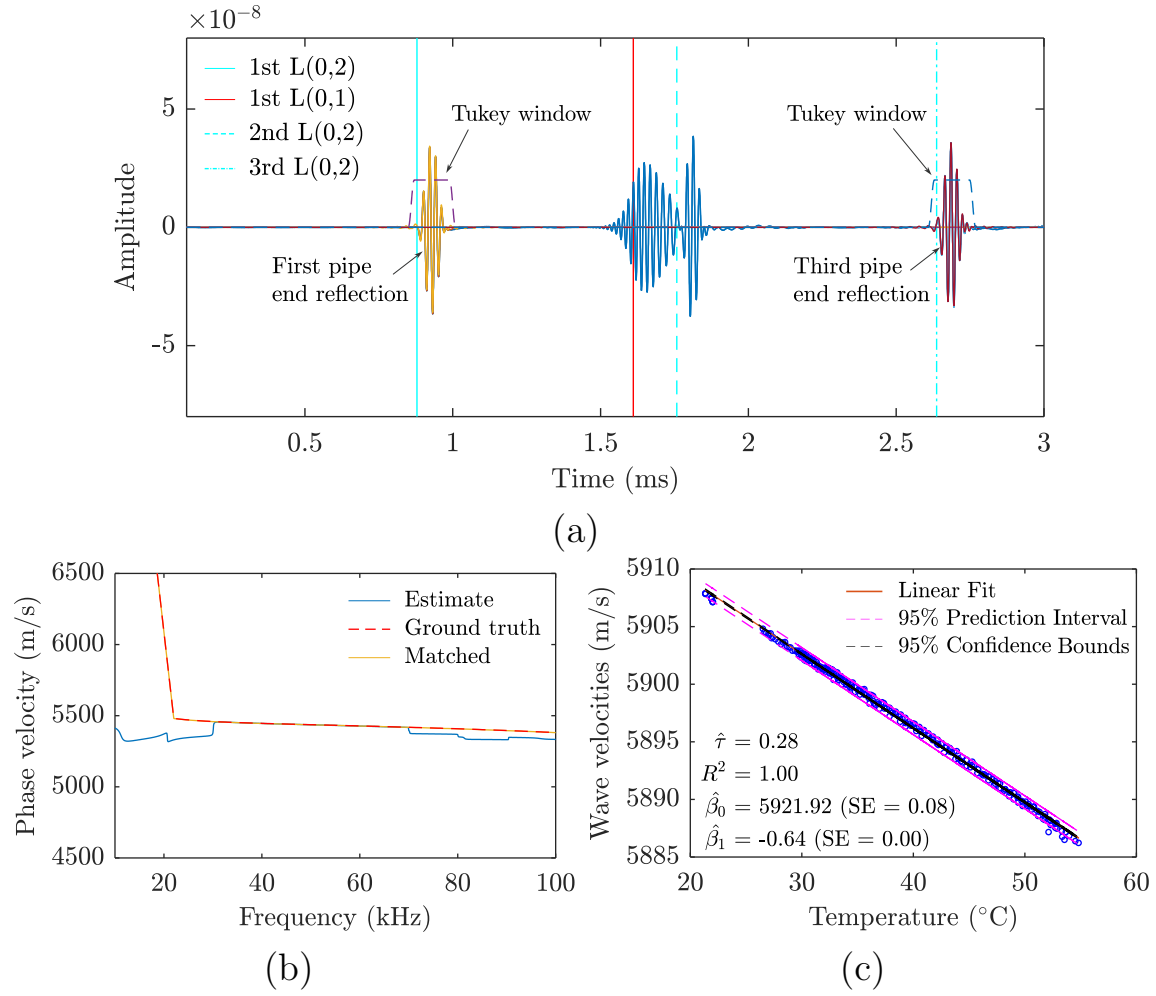 ×10⁻⁸
1st L(0,2)
1st L(0,1)
2nd L(0,2)
3rd L(0,2)
Tukey window
Tukey window
5
0
-5
Amplitude
First pipe
end reflection
Third pipe
end reflection
0.5 1 1.5 2 2.5 3
Time (ms)
(a)
6500
6000
5500
5000
4500
Phase velocity (m/s)
Estimate
Ground truth
Matched
20 40 60 80 100
Frequency (kHz)
(b)
5910
5905
5900
5895
5890
5885
Wave velocities (m/s)
Linear Fit
95% Prediction Interval
95% Confidence Bounds
τ̂ = 0.28
R² = 1.00
β̂₀ = 5921.92 (SE = 0.08)
β̂₁ = -0.64 (SE = 0.00)
20 30 40 50 60
Temperature (°C)
(c)